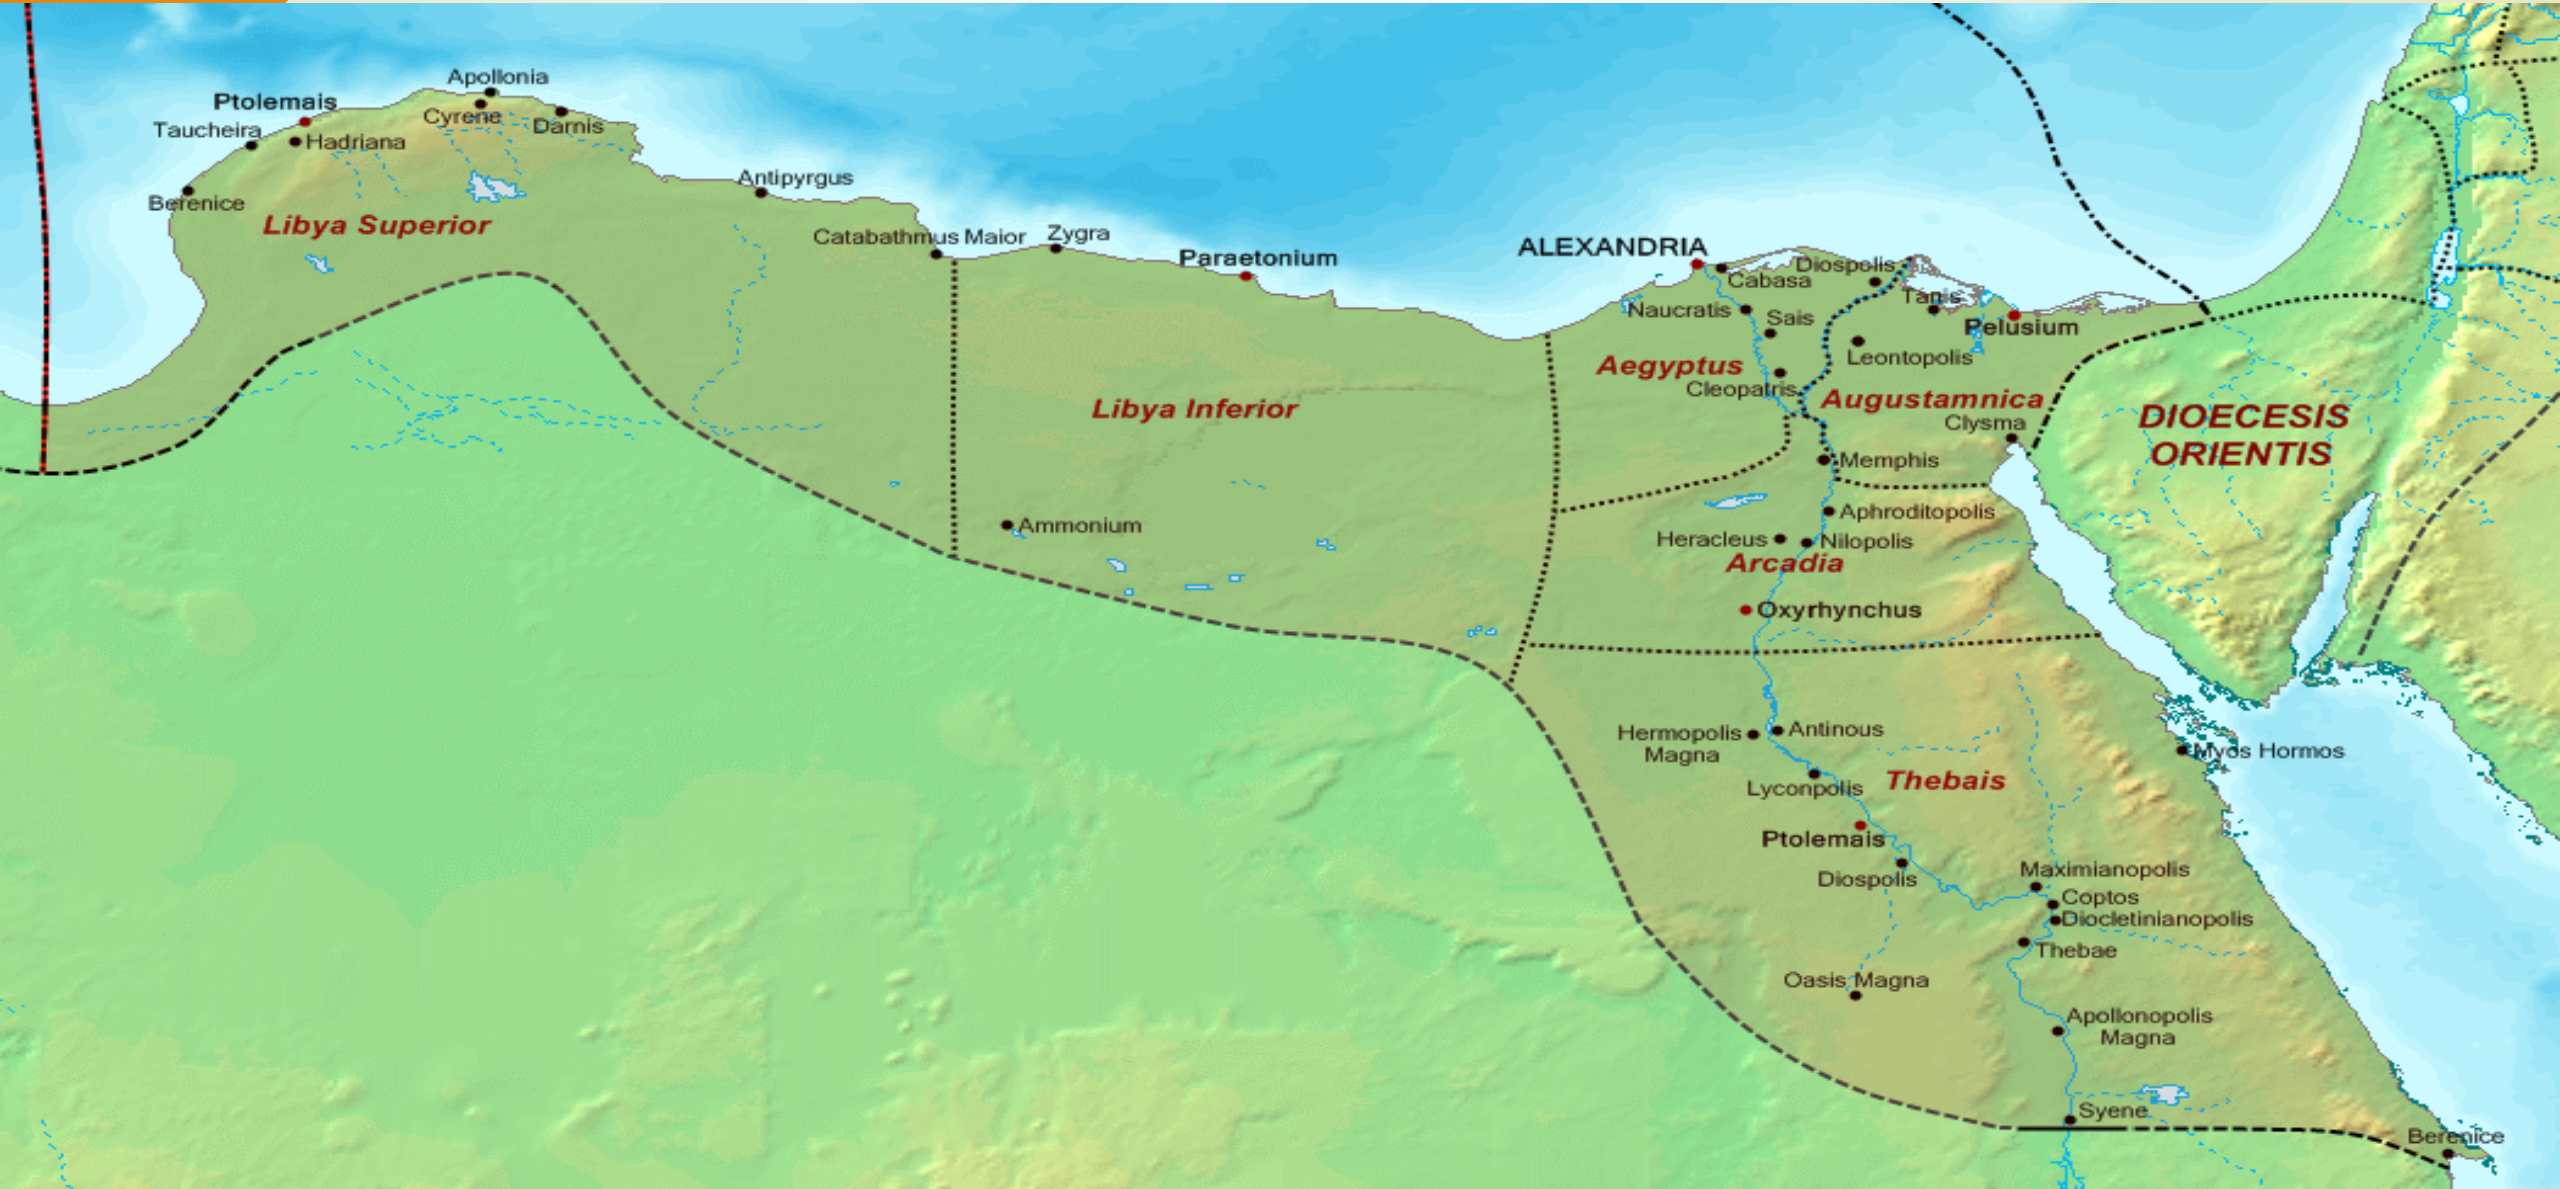 Apollonia
Ptolemais
Cyrene
Darnis
Taucheira
Hadriana
Berenice
Libya Superior
Antipyrgus
Catabathmus Maior
Zygra
Paraetonium
ALEXANDRIA
Cabasa
Diospolis
Naucratis
Sais
Tanis
Pelusium
Leontopolis
Aegyptus
Cleopatris
Augustamnica
Clysma
Libya Inferior
DIOECESIS
ORIENTIS
Memphis
Ammonium
Aphroditopolis
Heracleus
Nilopolis
Arcadia
Oxyrhynchus
Hermopolis
Magna
Antinous
Myos Hormos
Lyconpolis
Thebais
Ptolemais
Diospolis
Maximianopolis
Coptos
Diocletinianopolis
Thebae
Oasis Magna
Apollonopolis
Magna
Syene
Berenice